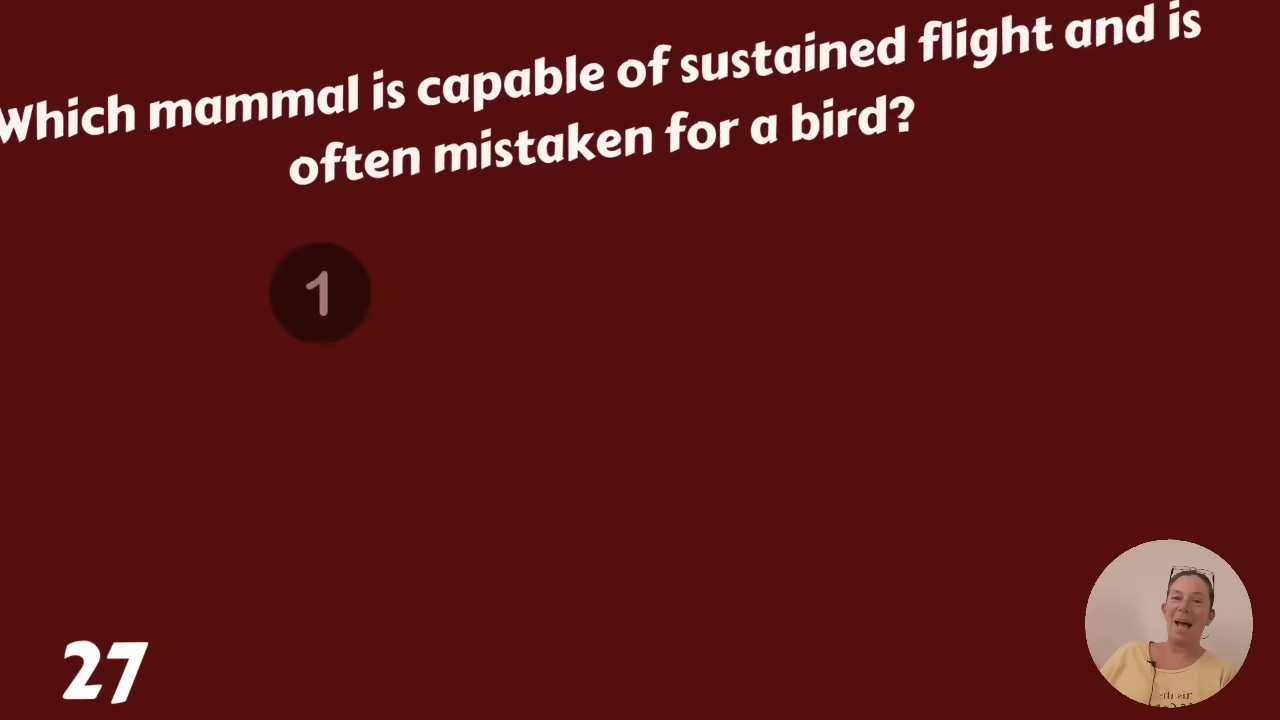 Which mammal is capable of sustained flight and is
often mistaken for a bird?
1
27